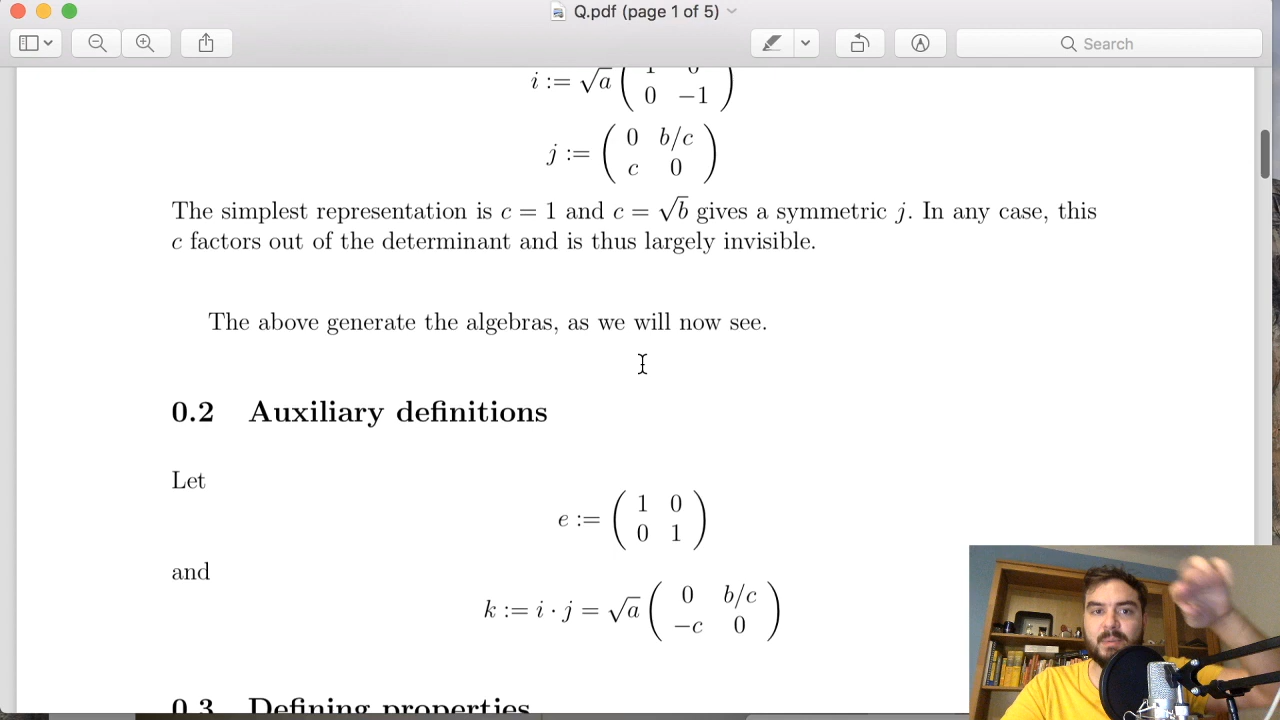 Q.pdf (page 1 of 5)
Search
i := √a ( 1 0
0 −1 )
j := ( 0 b/c
c 0 )
The simplest representation is c = 1 and c = √b gives a symmetric j. In any case, this
c factors out of the determinant and is thus largely invisible.
The above generate the algebras, as we will now see.
0.2 Auxiliary definitions
Let
e := ( 1 0
0 1 )
and
k := i · j = √a ( 0 b/c
−c 0 )
0.3 Defining properties